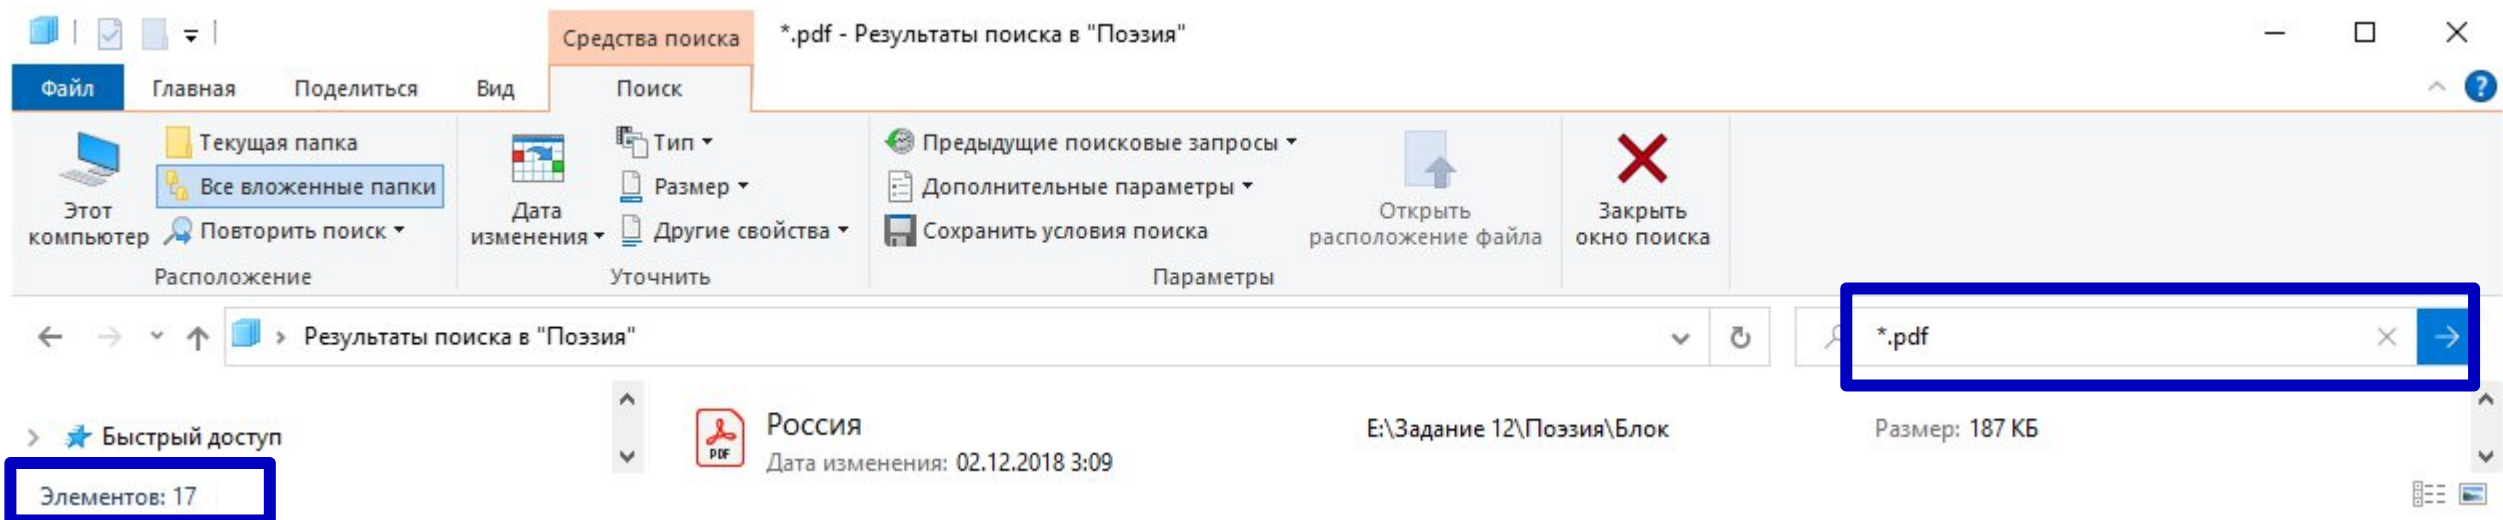 Средства поиска
*.pdf - Результаты поиска в "Поэзия"
Файл
Главная
Поделиться
Вид
Поиск
Этот компьютер
Текущая папка
Все вложенные папки
Повторить поиск
Расположение
Дата изменения
Тип
Размер
Другие свойства
Уточнить
Предыдущие поисковые запросы
Дополнительные параметры
Сохранить условия поиска
Открыть расположение файла
Параметры
Закрыть окно поиска
Результаты поиска в "Поэзия"
*.pdf
Быстрый доступ
PDF
Россия
Дата изменения: 02.12.2018 3:09
E:\Задание 12\Поэзия\Блок
Размер: 187 КБ
Элементов: 17